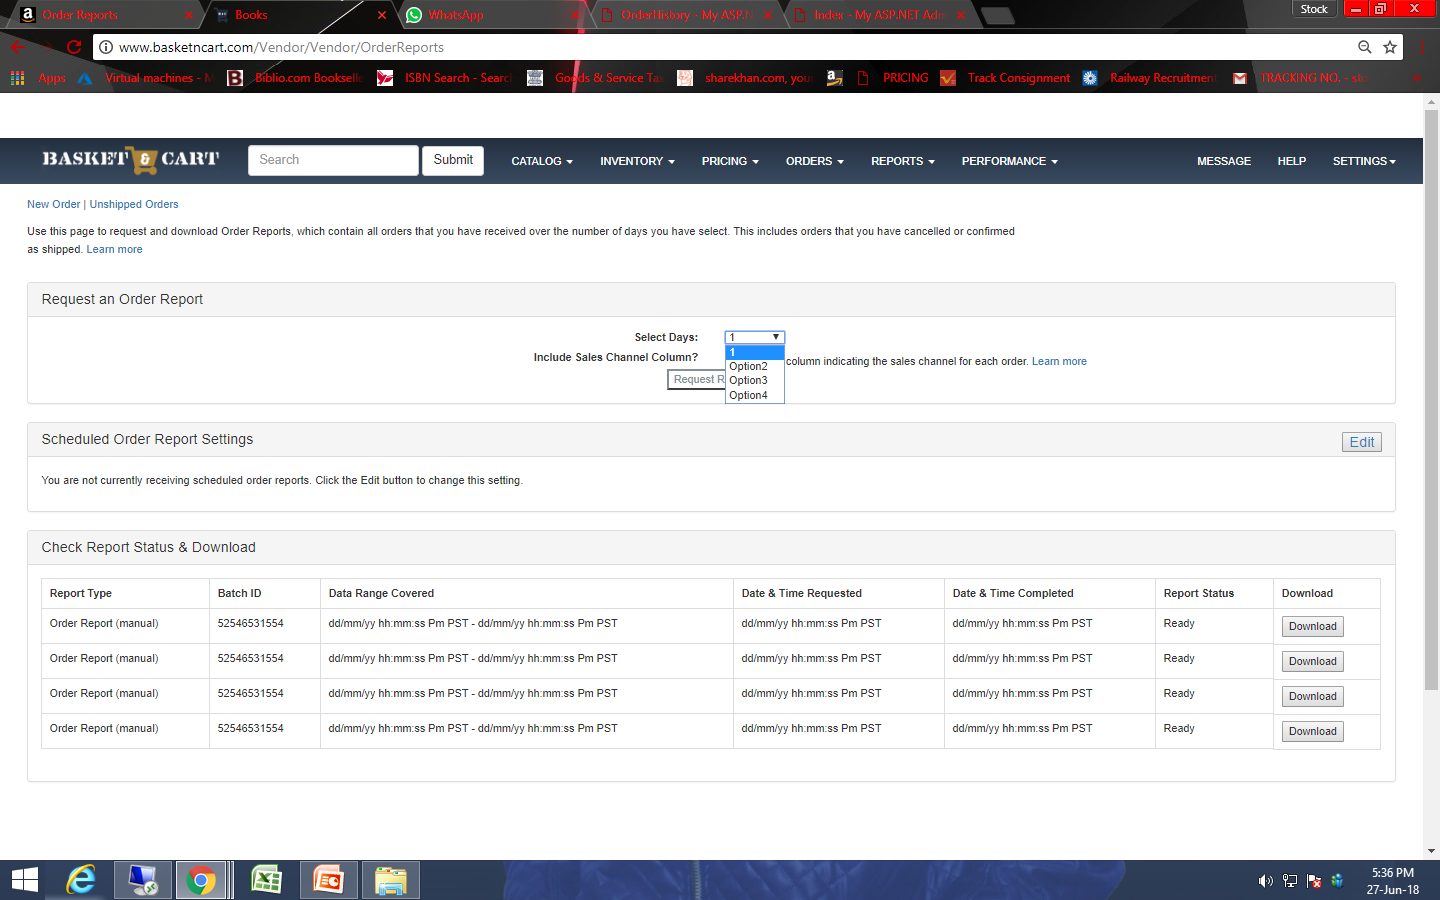 Order Reports
Books
WhatsApp
OrderHistory - My ASP.N
Index - My ASP.NET Adm
Stock
www.basketncart.com/Vendor/Vendor/OrderReports
Apps
Virtual machines - M
Biblio.com Bookselle
ISBN Search - Search
Goods & Service Tax
sharekhan.com, your
PRICING
Track Consignment
Railway Recruitment
TRACKING NO. - sto
BASKET & CART
Search
Submit
CATALOG
INVENTORY
PRICING
ORDERS
REPORTS
PERFORMANCE
MESSAGE
HELP
SETTINGS
New Order | Unshipped Orders
Use this page to request and download Order Reports, which contain all orders that you have received over the number of days you have select. This includes orders that you have cancelled or confirmed
as shipped. Learn more
Request an Order Report
Select Days: 1
1
Include Sales Channel Column?
column indicating the sales channel for each order. Learn more
Option2
Request R
Option3
Option4
Scheduled Order Report Settings
Edit
You are not currently receiving scheduled order reports. Click the Edit button to change this setting.
Check Report Status & Download
Report Type Batch ID Data Range Covered Date & Time Requested Date & Time Completed Report Status Download
Order Report (manual) 52546531554 dd/mm/yy hh:mm:ss Pm PST - dd/mm/yy hh:mm:ss Pm PST dd/mm/yy hh:mm:ss Pm PST dd/mm/yy hh:mm:ss Pm PST Ready Download
Order Report (manual) 52546531554 dd/mm/yy hh:mm:ss Pm PST - dd/mm/yy hh:mm:ss Pm PST dd/mm/yy hh:mm:ss Pm PST dd/mm/yy hh:mm:ss Pm PST Ready Download
Order Report (manual) 52546531554 dd/mm/yy hh:mm:ss Pm PST - dd/mm/yy hh:mm:ss Pm PST dd/mm/yy hh:mm:ss Pm PST dd/mm/yy hh:mm:ss Pm PST Ready Download
Order Report (manual) 52546531554 dd/mm/yy hh:mm:ss Pm PST - dd/mm/yy hh:mm:ss Pm PST dd/mm/yy hh:mm:ss Pm PST dd/mm/yy hh:mm:ss Pm PST Ready Download
5:36 PM
27-Jun-18